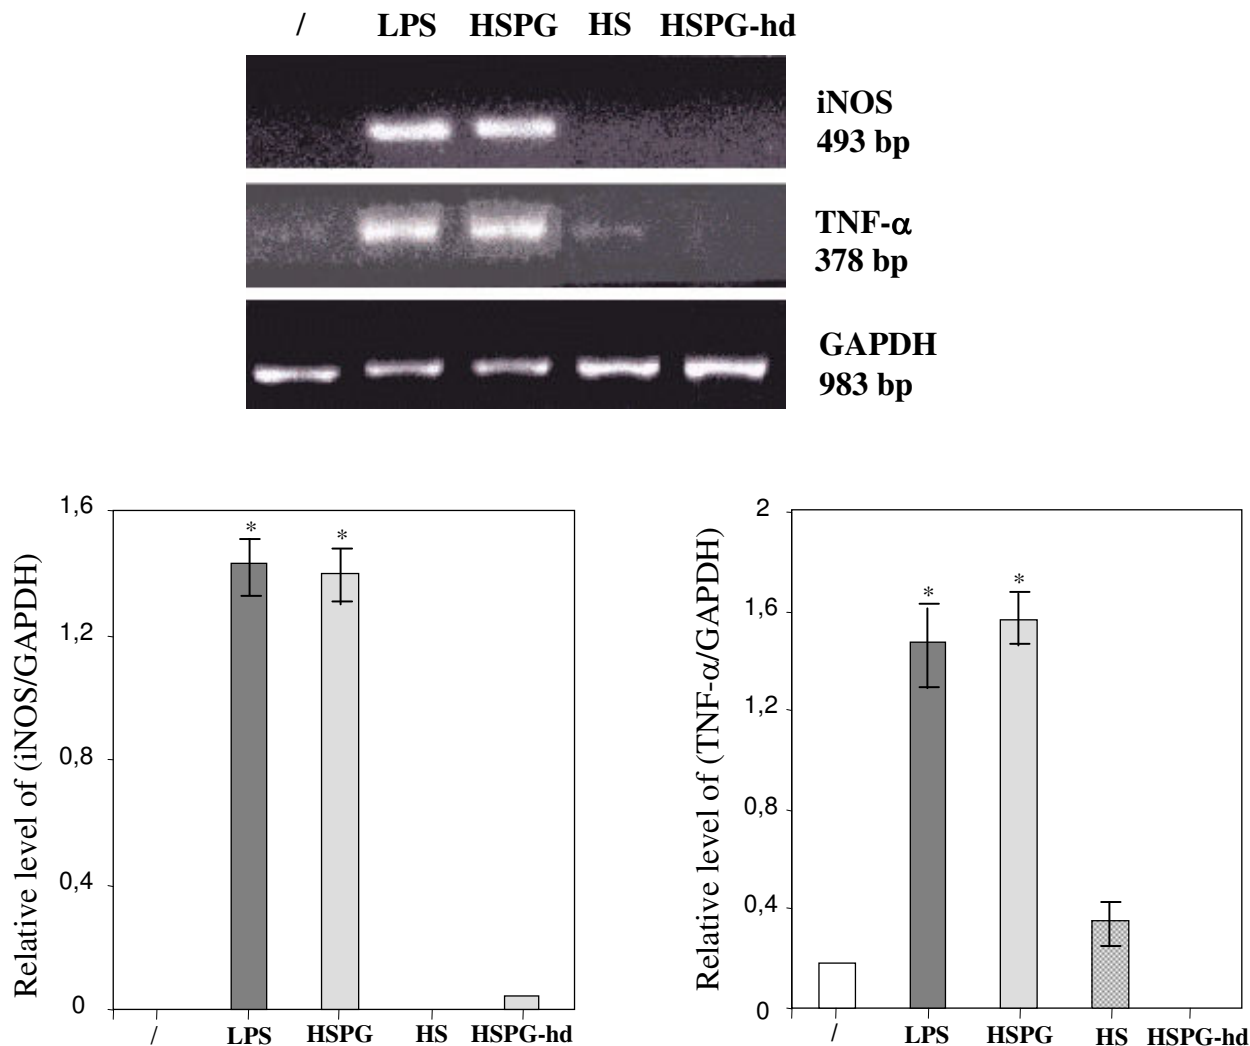 / LPS HSPG HS HSPG-hd
iNOS
493 bp
TNF-α
378 bp
GAPDH
983 bp
Relative level of (iNOS/GAPDH)
1,6
1,2
0,8
0,4
0
* *
/ LPS HSPG HS HSPG-hd
Relative level of (TNF-α/GAPDH)
2
1,6
1,2
0,8
0,4
0
* *
/ LPS HSPG HS HSPG-hd